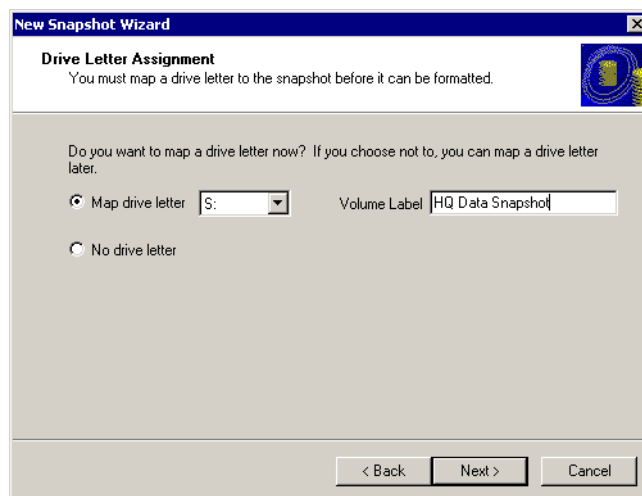 New Snapshot Wizard
Drive Letter Assignment
You must map a drive letter to the snapshot before it can be formatted.
Do you want to map a drive letter now? If you choose not to, you can map a drive letter
later.
Map drive letter S: Volume Label HQ Data Snapshot
No drive letter
< Back Next > Cancel